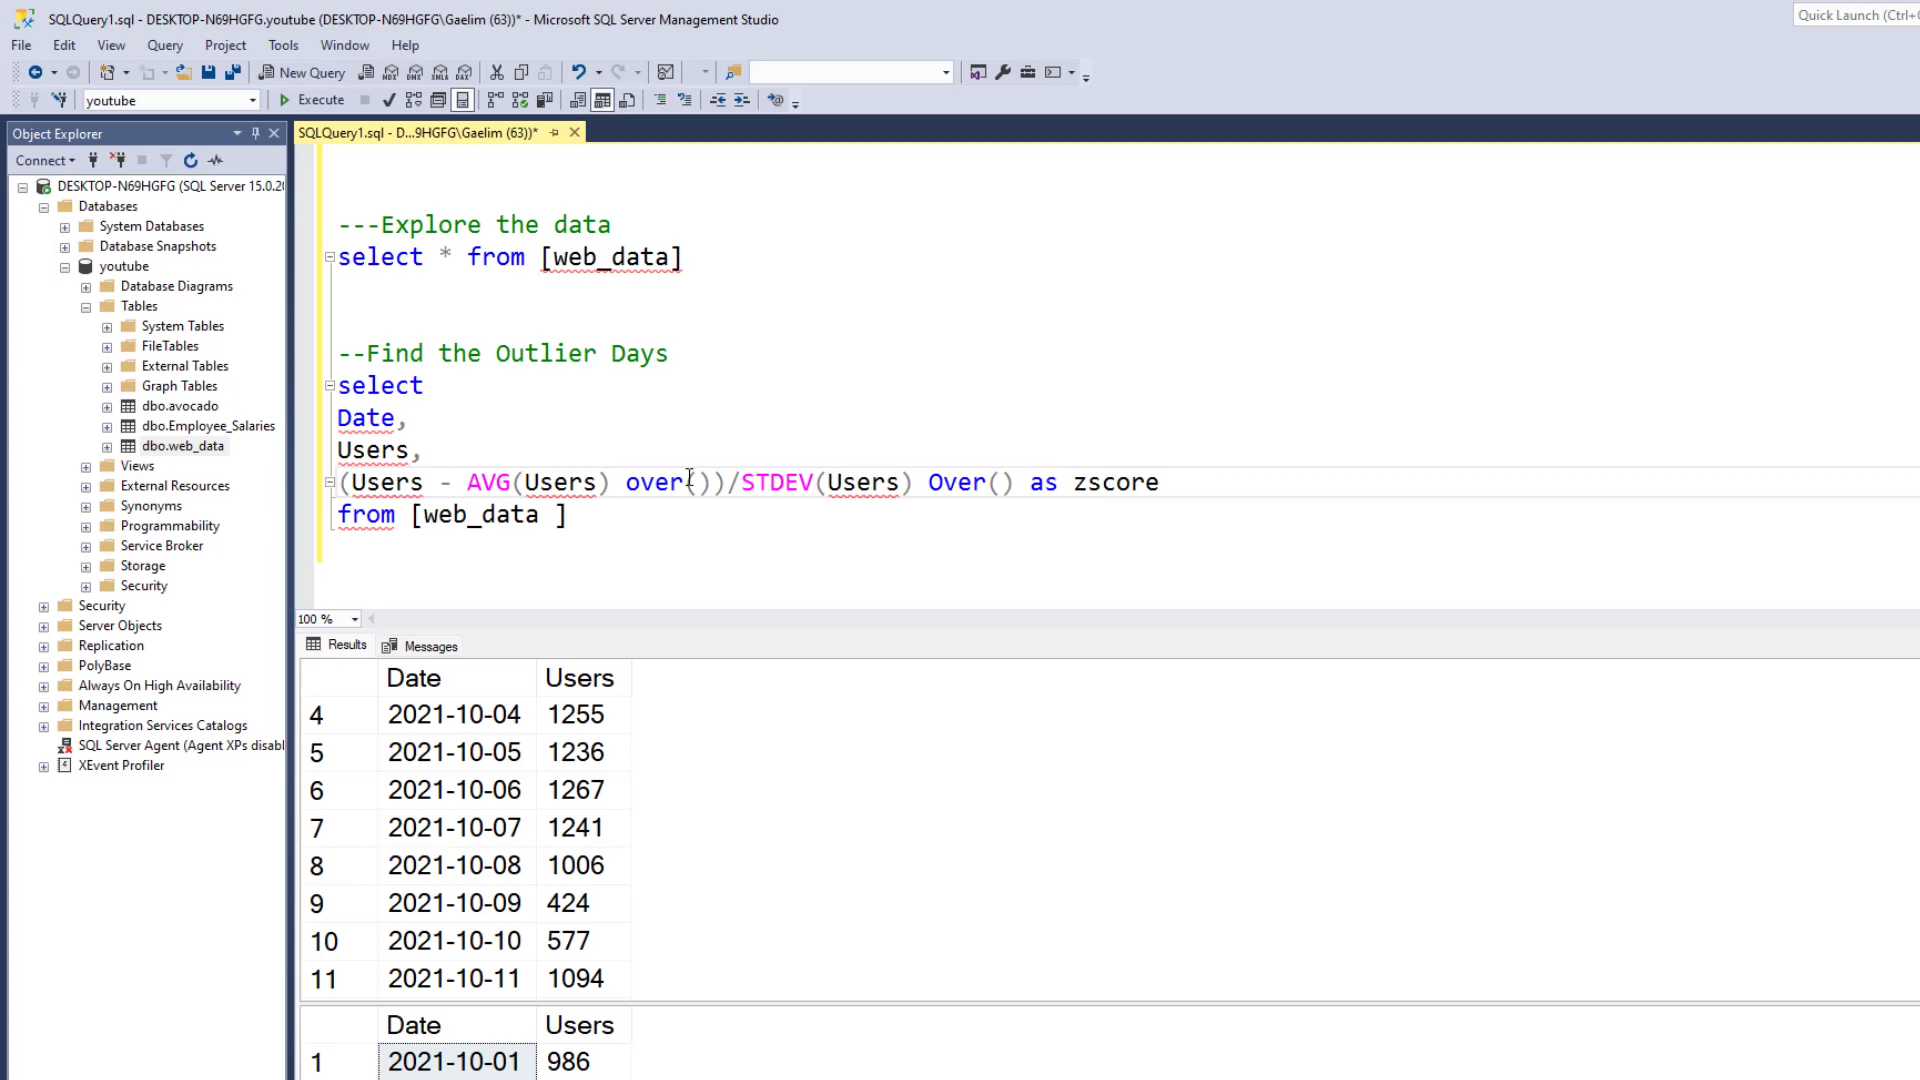 SQLQuery1.sql - DESKTOP-N69HGFG.youtube (DESKTOP-N69HGFG\Gaelim (63))* - Microsoft SQL Server Management Studio
Quick Launch (Ctrl+
File Edit View Query Project Tools Window Help
New Query
youtube
Execute
Object Explorer
SQLQuery1.sql - D...9HGFG\Gaelim (63))*
Connect
DESKTOP-N69HGFG (SQL Server 15.0.20
Databases
System Databases
Database Snapshots
youtube
Database Diagrams
Tables
System Tables
FileTables
External Tables
Graph Tables
dbo.avocado
dbo.Employee_Salaries
dbo.web_data
Views
External Resources
Synonyms
Programmability
Service Broker
Storage
Security
Security
Server Objects
Replication
PolyBase
Always On High Availability
Management
Integration Services Catalogs
SQL Server Agent (Agent XPs disabl
XEvent Profiler
---Explore the data
select * from [web_data]
--Find the Outlier Days
select
Date,
Users,
(Users - AVG(Users) over())/STDEV(Users) Over() as zscore
from [web_data ]
100 %
Results Messages
Date Users
4 2021-10-04 1255
5 2021-10-05 1236
6 2021-10-06 1267
7 2021-10-07 1241
8 2021-10-08 1006
9 2021-10-09 424
10 2021-10-10 577
11 2021-10-11 1094
Date Users
1 2021-10-01 986